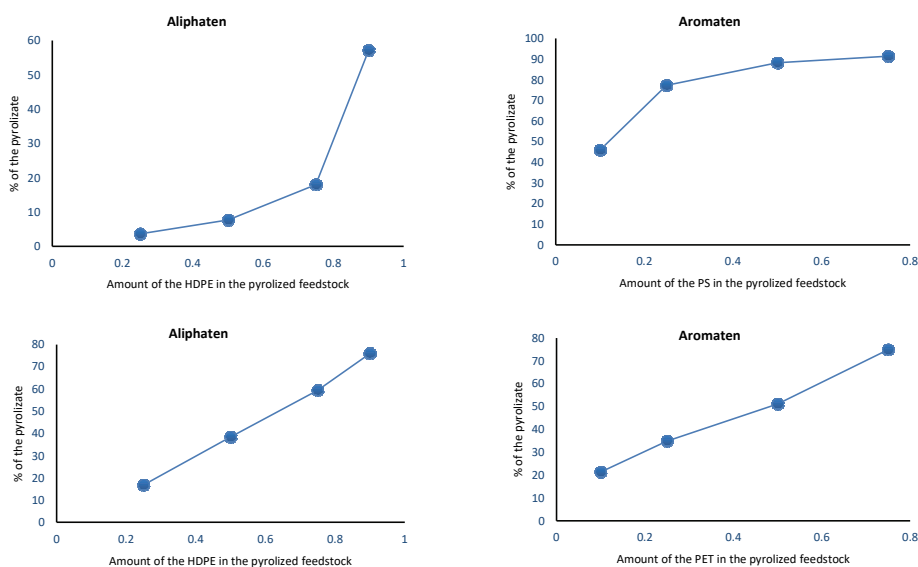 Aliphaten
% of the pyrolizate
60
50
40
30
20
10
0
0 0.2 0.4 0.6 0.8 1
Amount of the HDPE in the pyrolized feedstock
Aromaten
% of the pyrolizate
100
90
80
70
60
50
40
30
20
10
0
0 0.2 0.4 0.6 0.8
Amount of the PS in the pyrolized feedstock
Aliphaten
% of the pyrolizate
80
70
60
50
40
30
20
10
0
0 0.2 0.4 0.6 0.8 1
Amount of the HDPE in the pyrolized feedstock
Aromaten
% of the pyrolizate
80
70
60
50
40
30
20
10
0
0 0.2 0.4 0.6 0.8
Amount of the PET in the pyrolized feedstock